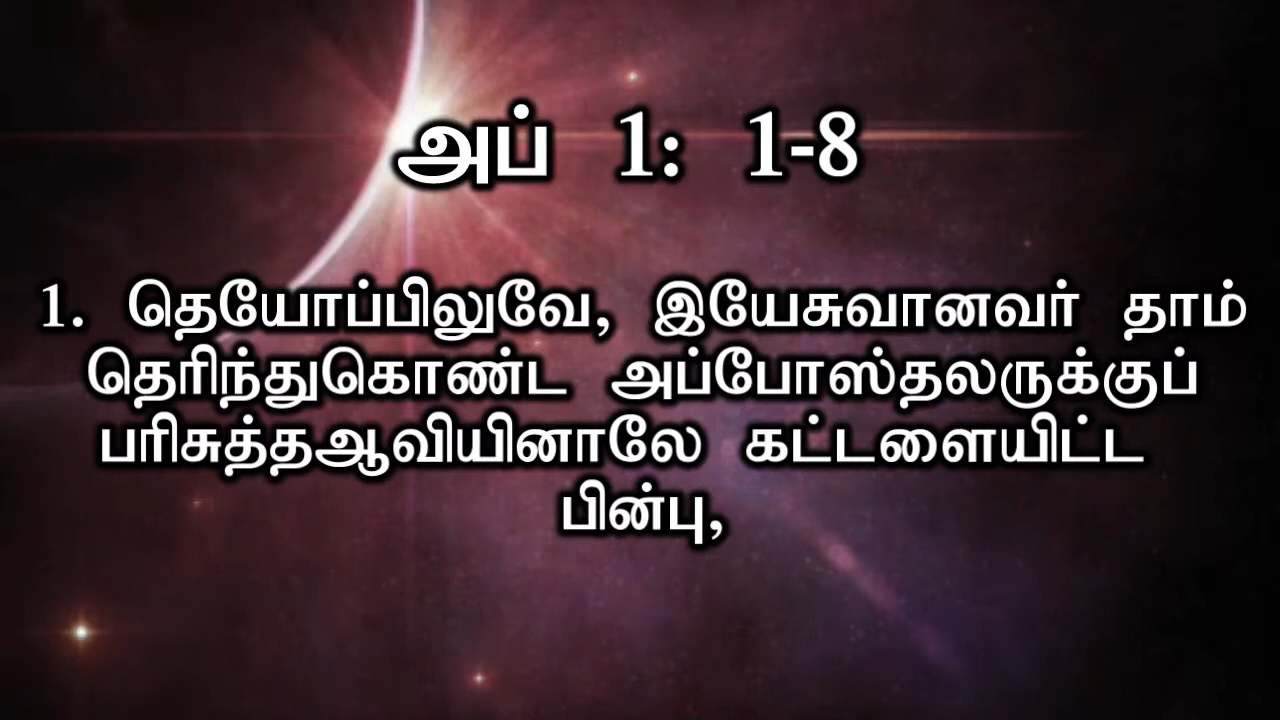 அப் 1: 1-8
1. தெயோப்பிலுவே, இயேசுவானவர் தாம்
தெரிந்துகொண்ட அப்போஸ்தலருக்குப்
பரிசுத்தஆவியினாலே கட்டளையிட்ட
பின்பு,